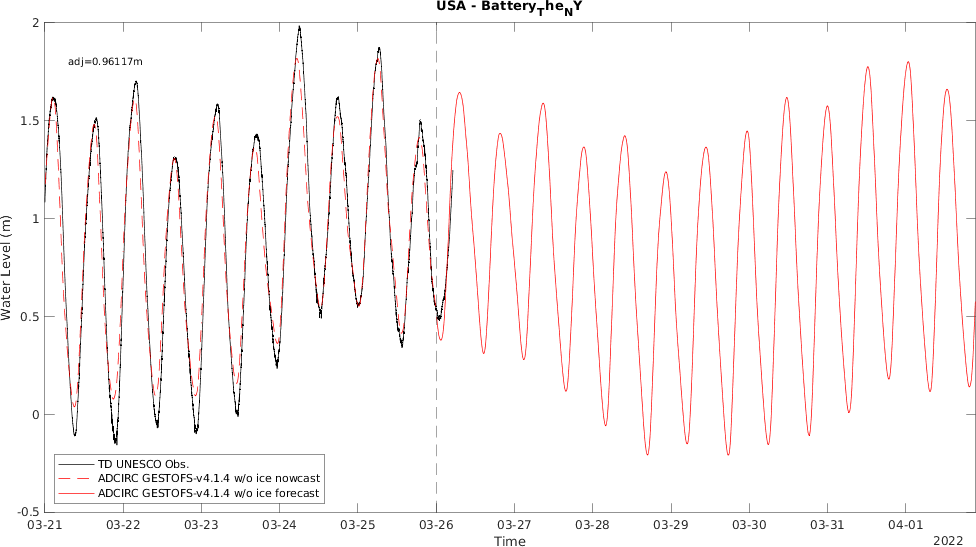 USA - Battery_The_NY
adj=0.96117m
2
1.5
1
0.5
0
-0.5
Water Level (m)
TD UNESCO Obs.
ADCIRC GESTOFS-v4.1.4 w/o ice nowcast
ADCIRC GESTOFS-v4.1.4 w/o ice forecast
03-21 03-22 03-23 03-24 03-25 03-26 03-27 03-28 03-29 03-30 03-31 04-01
Time
2022